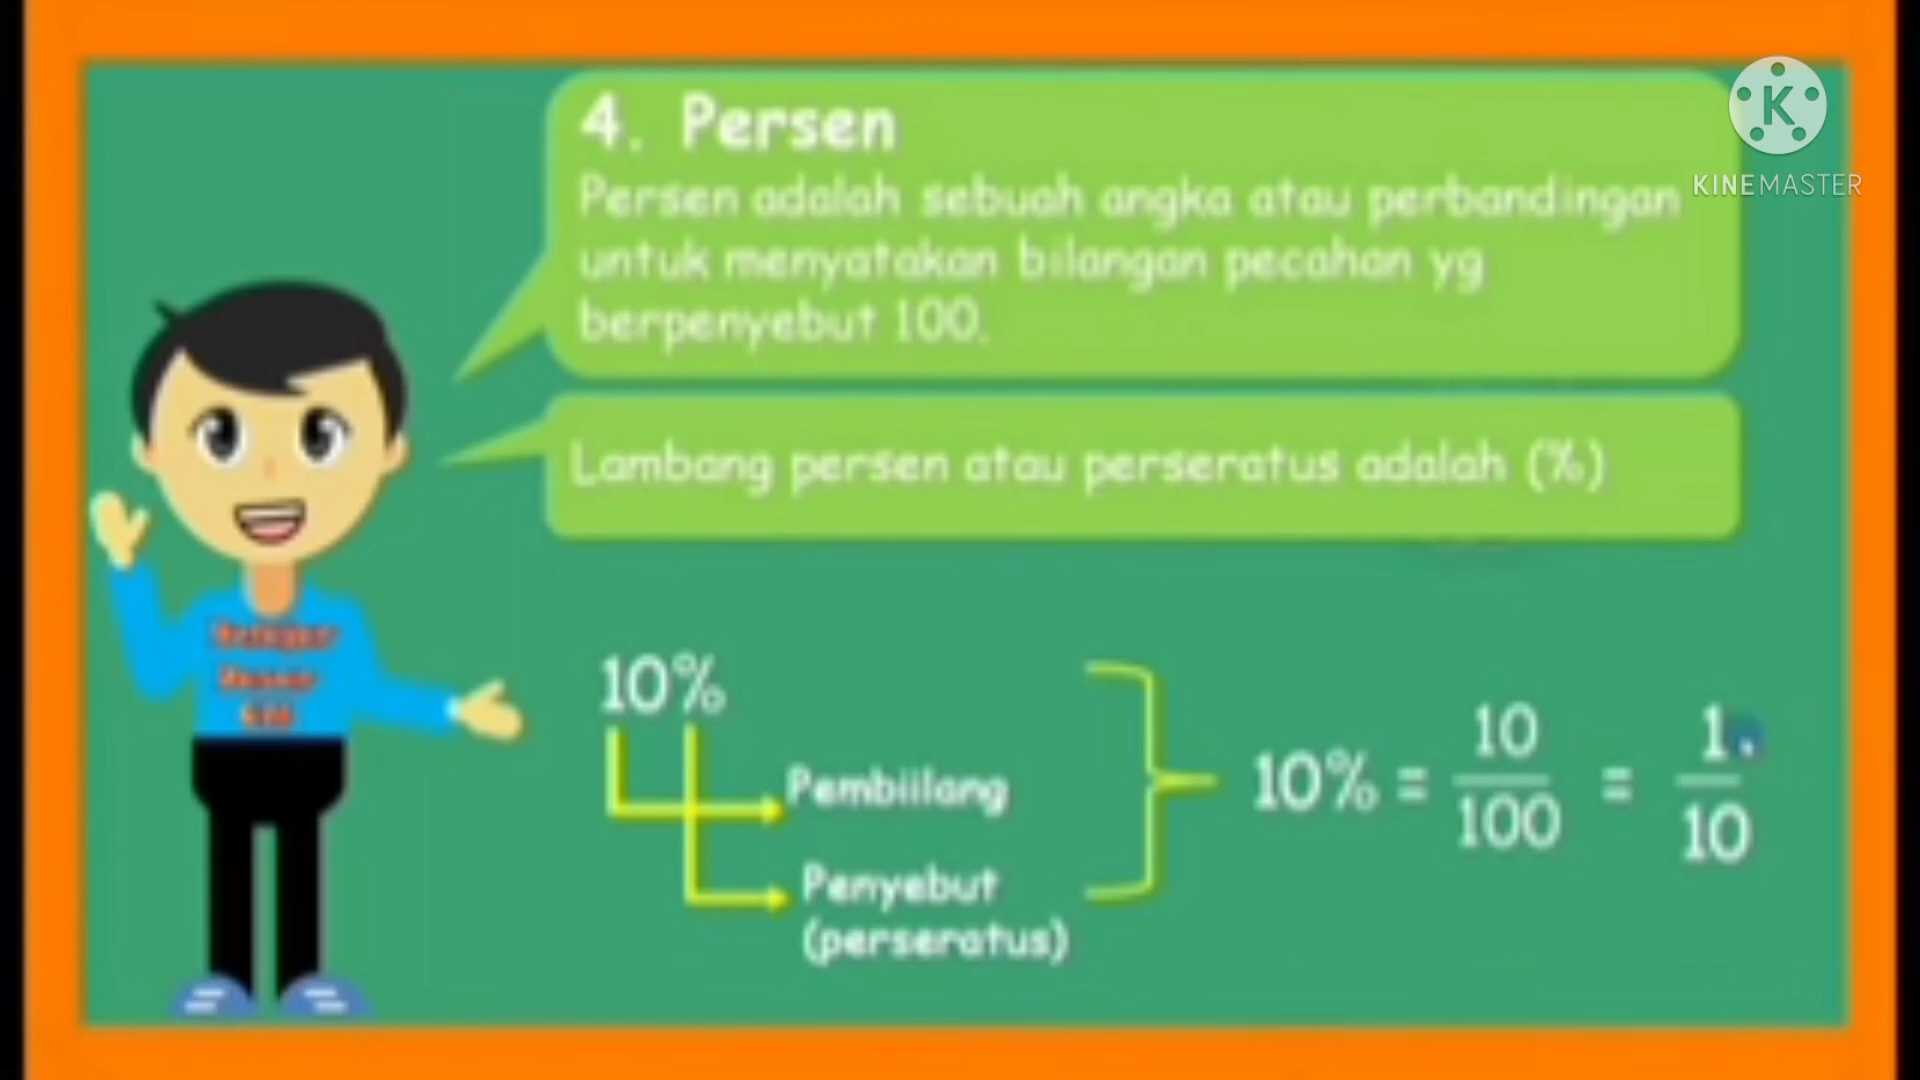 4. Persen
Persen adalah sebuah angka atau perbandingan
untuk menyatakan bilangan pecahan yg
berpenyebut 100.
Lambang persen atau perseratus adalah (%)
10%
Pembiilang
Penyebut
(perseratus)
10% = 10/100 = 1/10
K
KINEMASTER